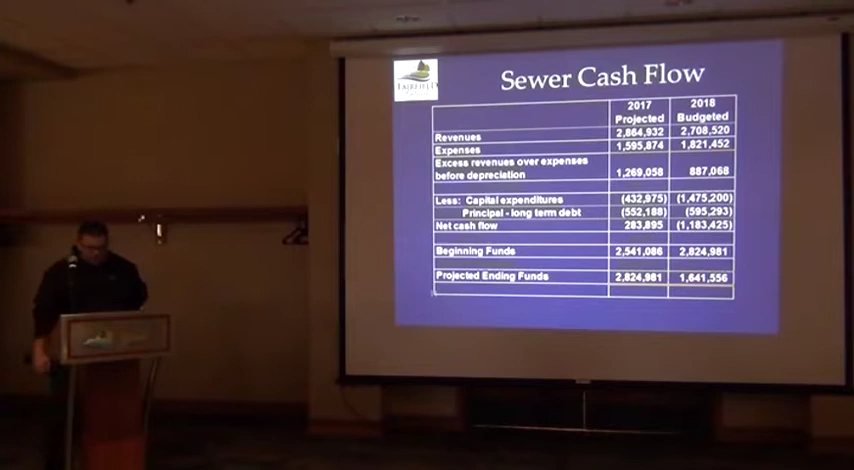 FAIRFIELD
Sewer Cash Flow
2017 2018
Projected Budgeted
Revenues 2,864,932 2,708,520
Expenses 1,595,874 1,821,452
Excess revenues over expenses
before depreciation 1,269,058 887,068
Less: Capital expenditures (432,975) (1,475,200)
Principal - long term debt (552,188) (595,293)
Net cash flow 283,895 (1,183,425)
Beginning Funds 2,541,086 2,824,981
Projected Ending Funds 2,824,981 1,641,556